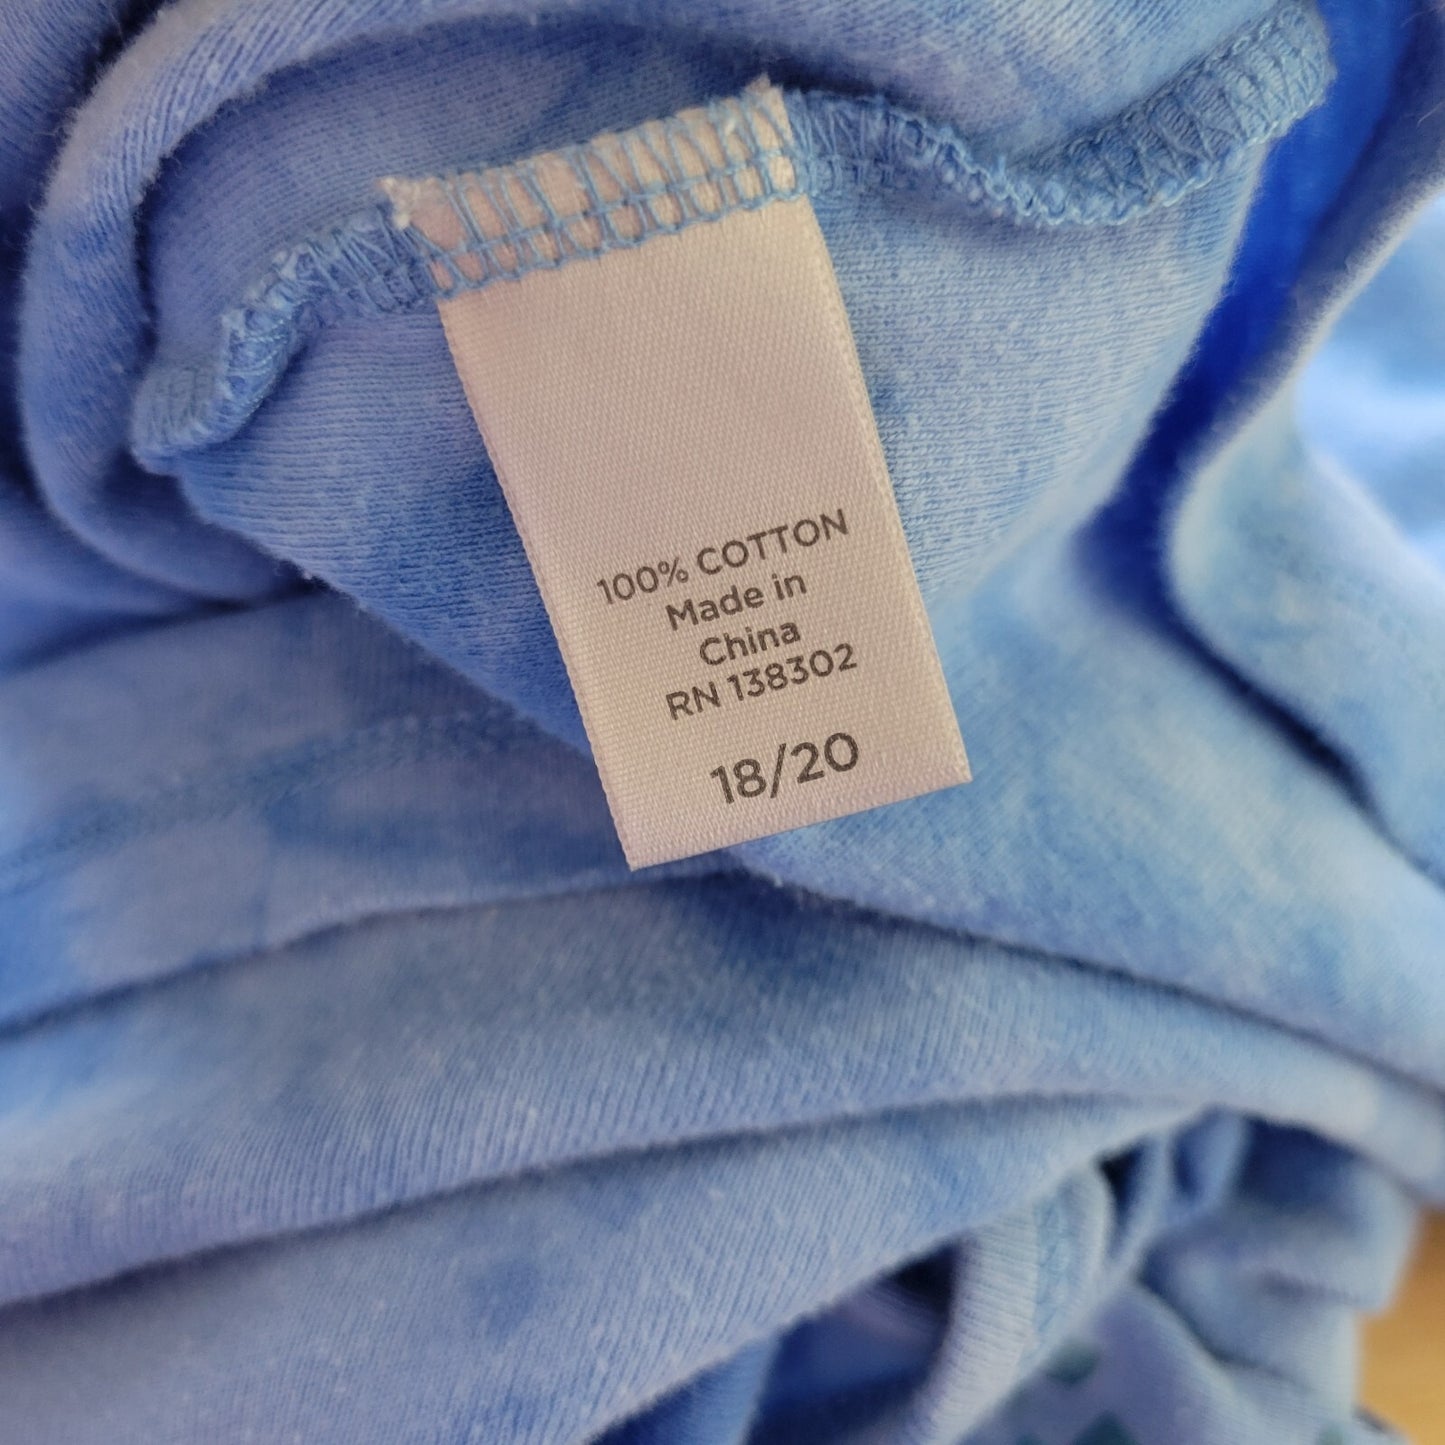 100% COTTON
Made in
China
RN 138302
18/20